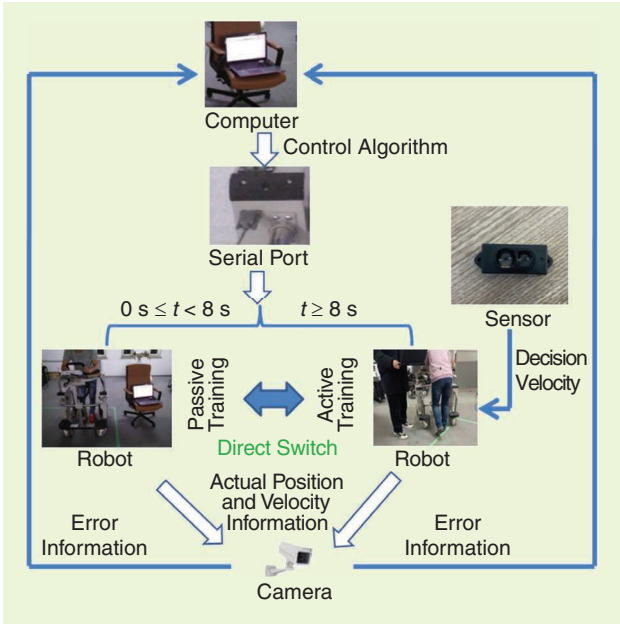 Computer
Control Algorithm
Serial Port
0 s ≤ t < 8 s
t ≥ 8 s
Sensor
Decision
Velocity
Passive
Training
Active
Training
Direct Switch
Robot
Robot
Actual Position
and Velocity
Information
Error
Information
Error
Information
Camera